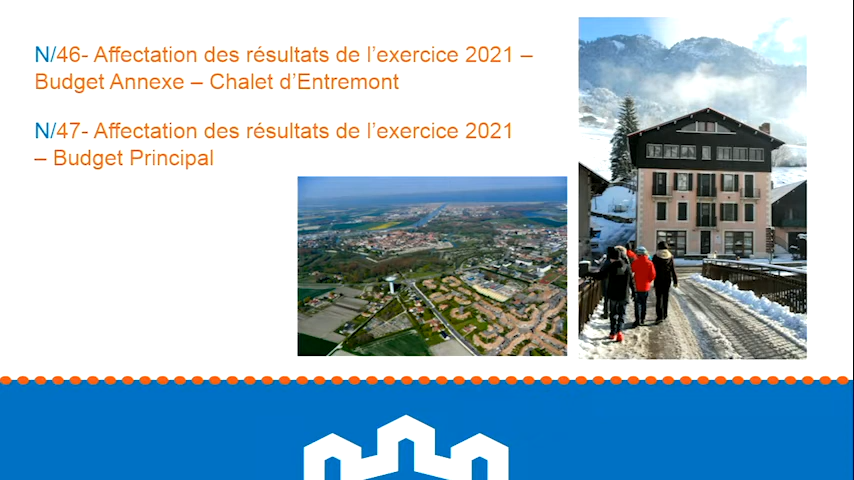 N/46- Affectation des résultats de l’exercice 2021 –
Budget Annexe – Chalet d’Entremont
N/47- Affectation des résultats de l’exercice 2021
– Budget Principal